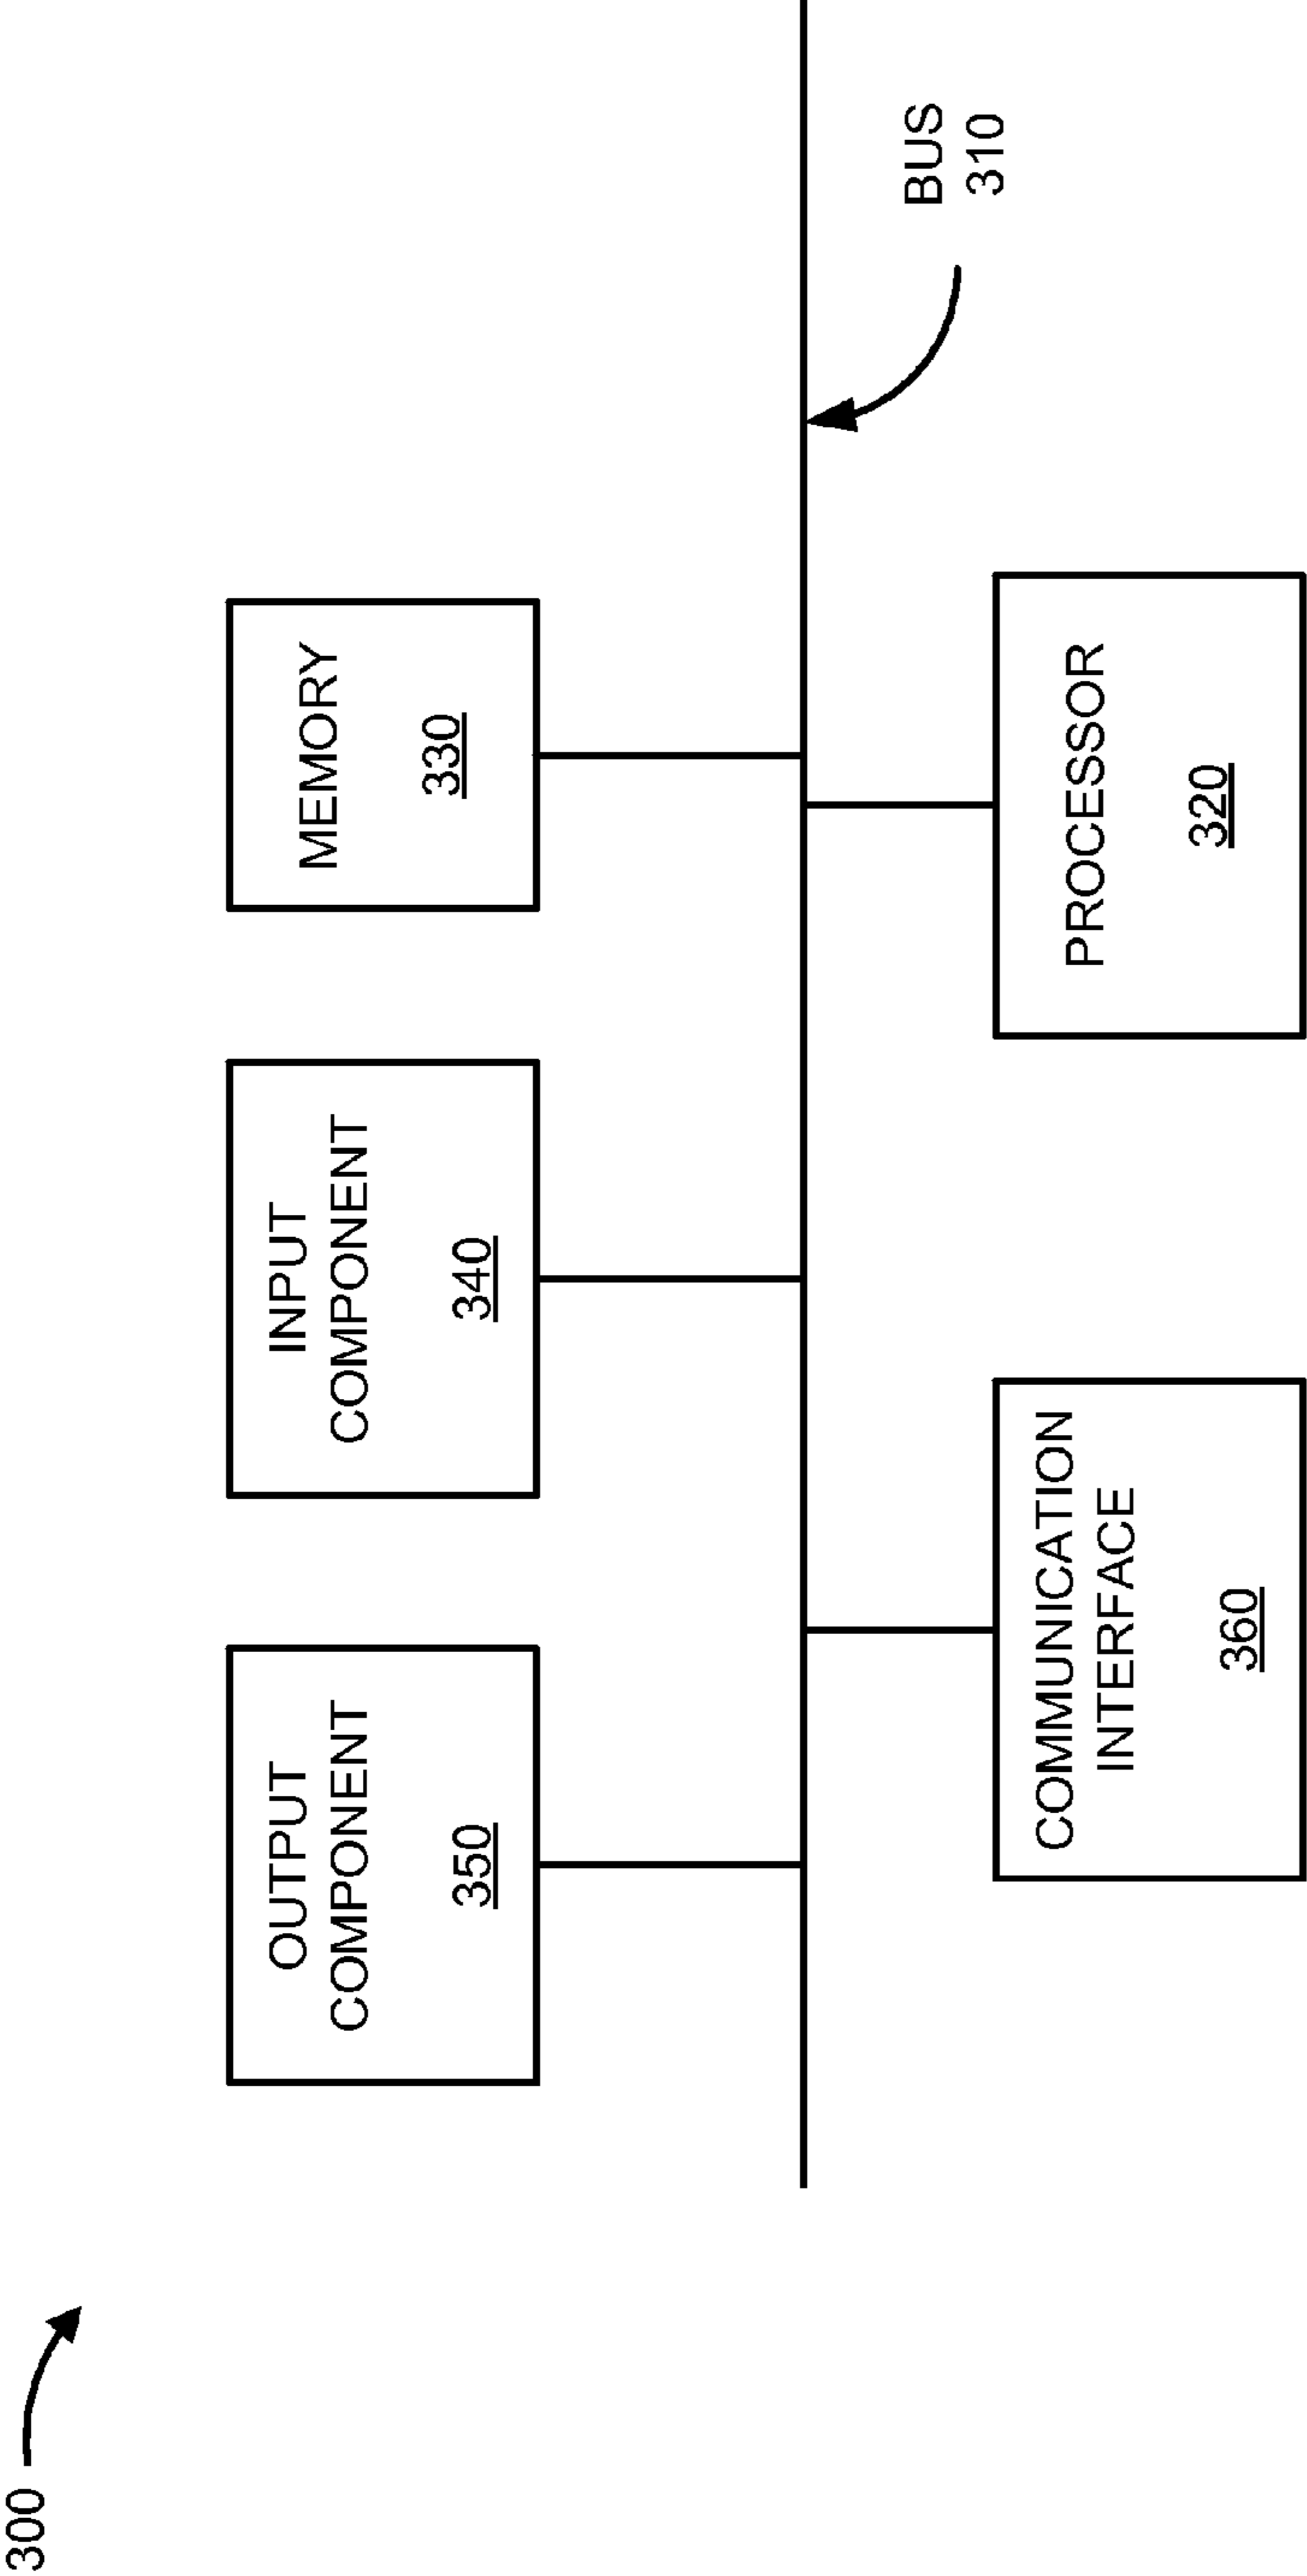 300
OUTPUT
COMPONENT
350
INPUT
COMPONENT
340
MEMORY
330
BUS
310
COMMUNICATION
INTERFACE
360
PROCESSOR
320